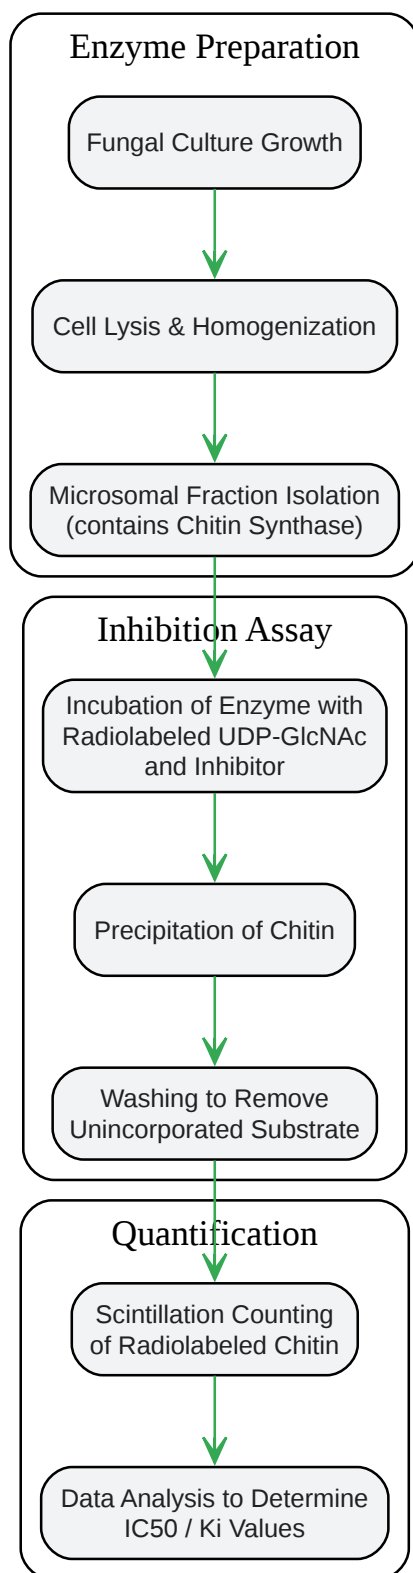 Enzyme Preparation
Fungal Culture Growth
Cell Lysis & Homogenization
Microsomal Fraction Isolation
(contains Chitin Synthase)
Inhibition Assay
Incubation of Enzyme with
Radiolabeled UDP-GlcNAc
and Inhibitor
Precipitation of Chitin
Washing to Remove
Unincorporated Substrate
Quantification
Scintillation Counting
of Radiolabeled Chitin
Data Analysis to Determine
IC50 / Ki Values